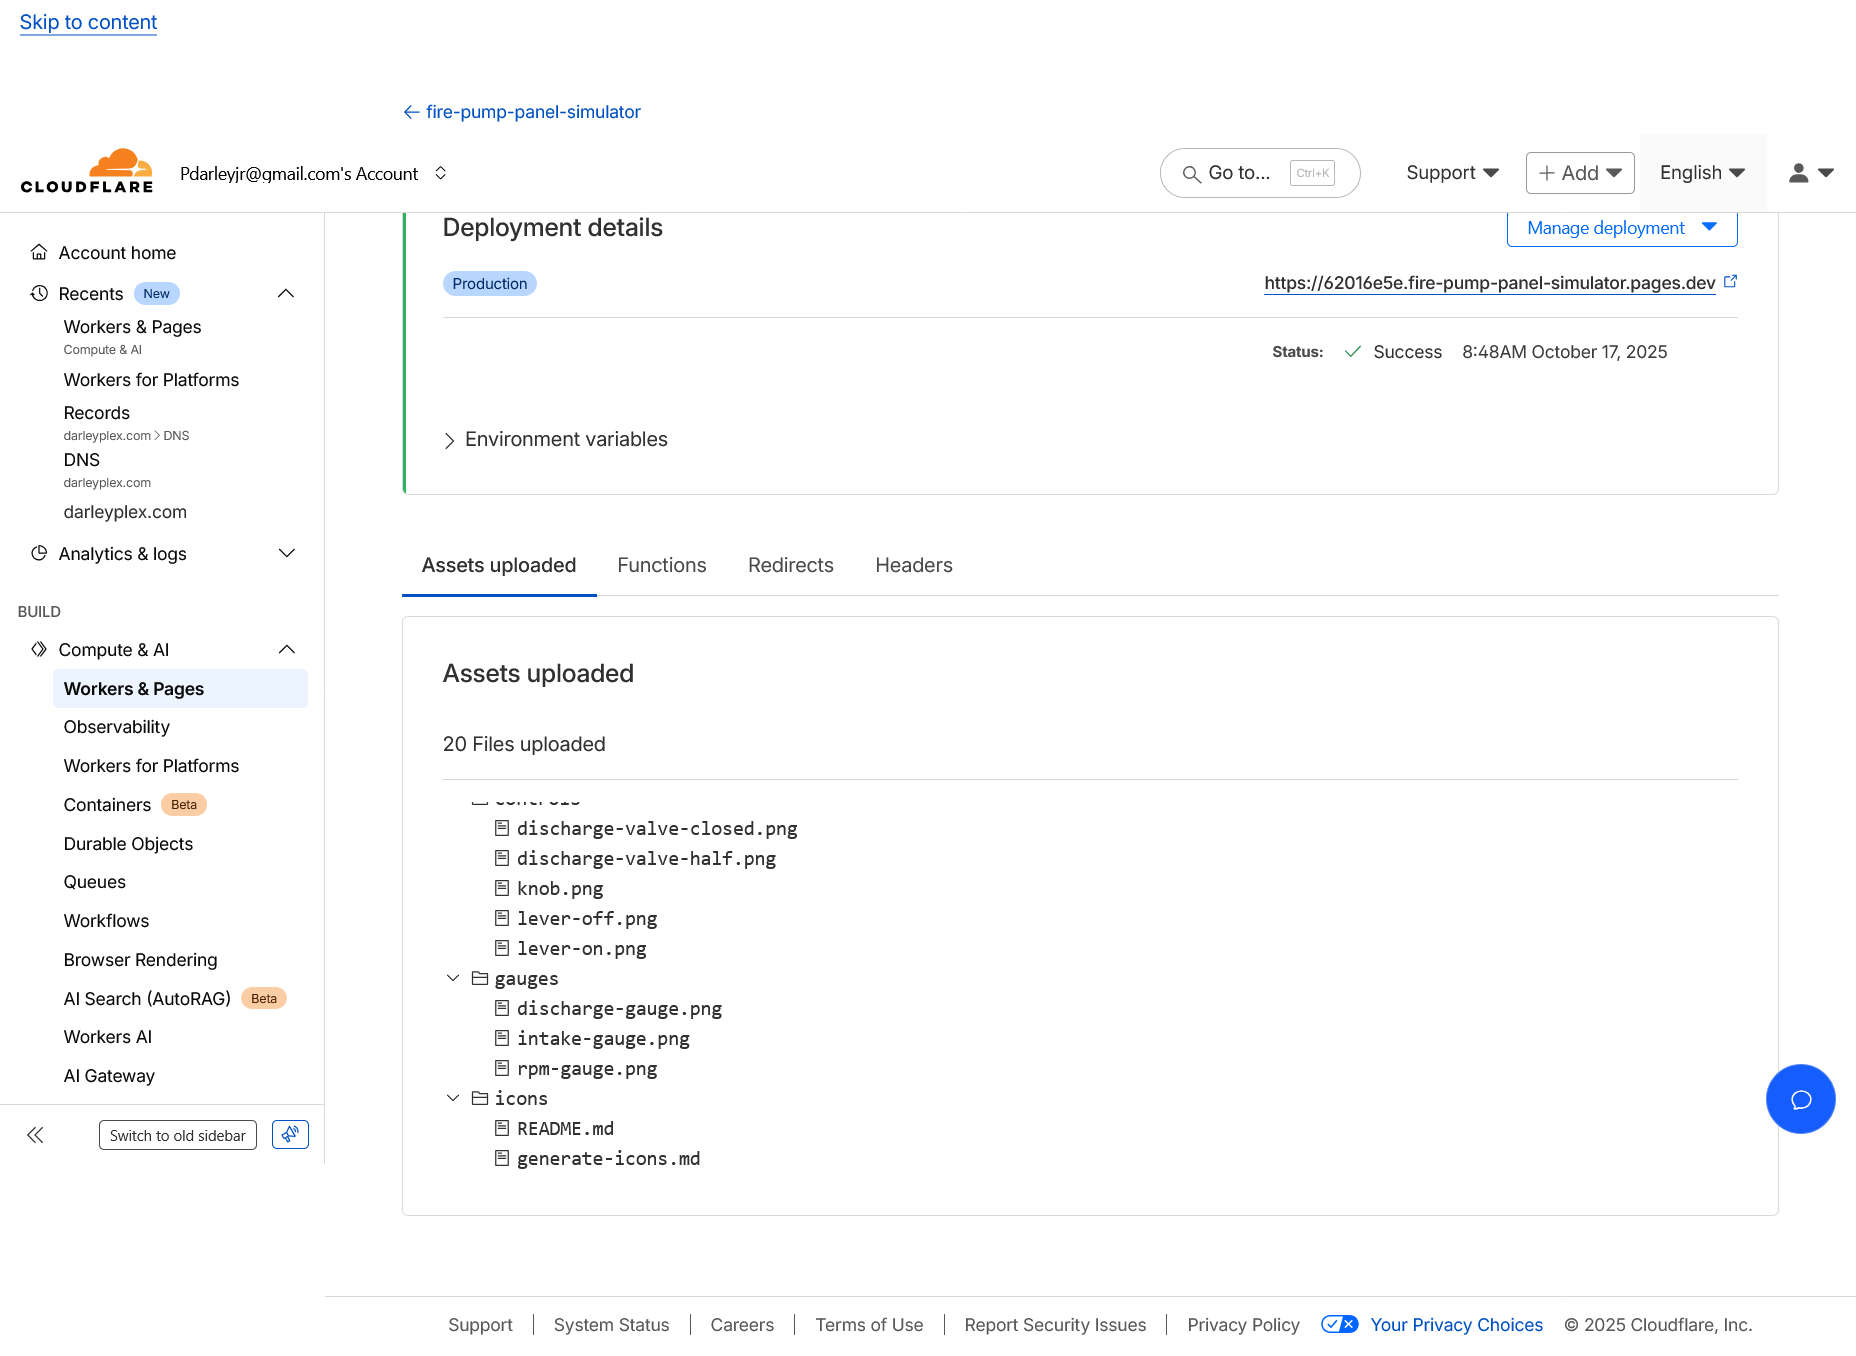 Skip to content
fire-pump-panel-simulator
CLOUDFLARE
Pdarleyjr@gmail.com's Account
Go to...
Ctrl+K
Support
Add
English
Account home
Recents New
Workers & Pages
Compute & AI
Workers for Platforms
Records
darleyplex.com > DNS
DNS
darleyplex.com
darleyplex.com
Analytics & logs
BUILD
Compute & AI
Workers & Pages
Observability
Workers for Platforms
Containers Beta
Durable Objects
Queues
Workflows
Browser Rendering
AI Search (AutoRAG) Beta
Workers AI
AI Gateway
Switch to old sidebar
Deployment details
Manage deployment
Production
https://62016e5e.fire-pump-panel-simulator.pages.dev
Status: Success 8:48AM October 17, 2025
Environment variables
Assets uploaded
Functions
Redirects
Headers
Assets uploaded
20 Files uploaded
controls
discharge-valve-closed.png
discharge-valve-half.png
knob.png
lever-off.png
lever-on.png
gauges
discharge-gauge.png
intake-gauge.png
rpm-gauge.png
icons
README.md
generate-icons.md
Support
System Status
Careers
Terms of Use
Report Security Issues
Privacy Policy
Your Privacy Choices
© 2025 Cloudflare, Inc.